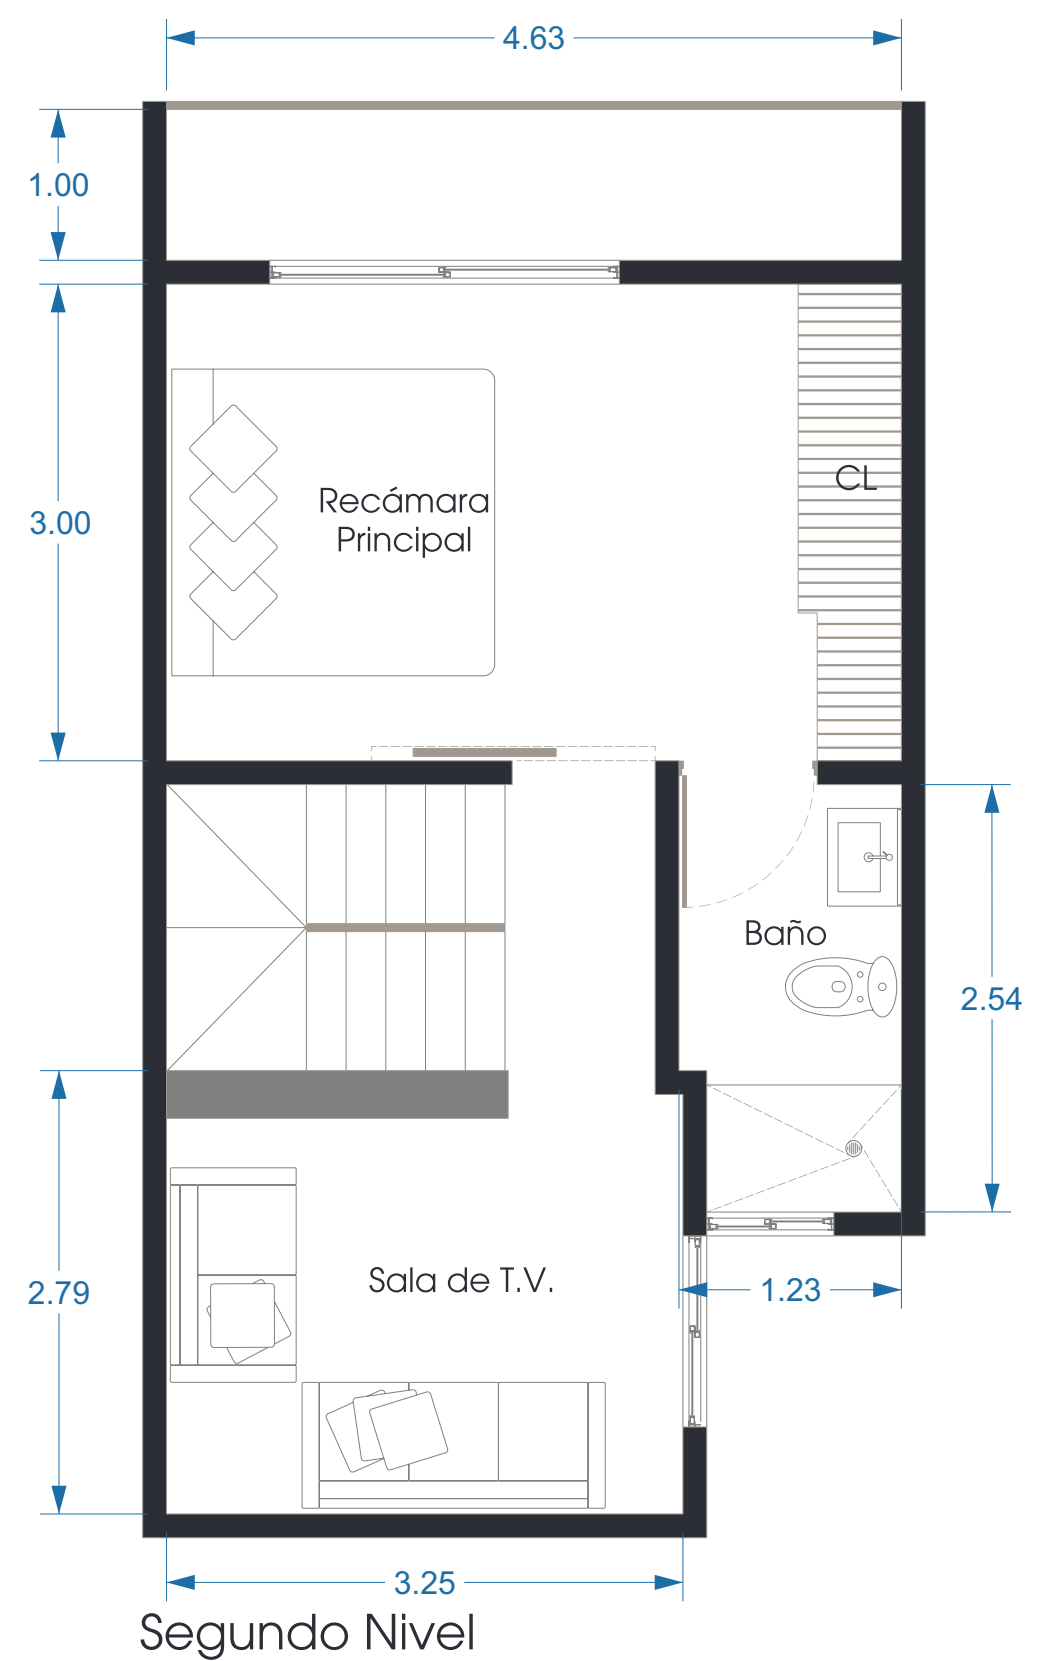 4.63
1.00
3.00
CL
Recámara
Principal
Baño
2.54
2.79
Sala de T.V.
1.23
3.25
Segundo Nivel